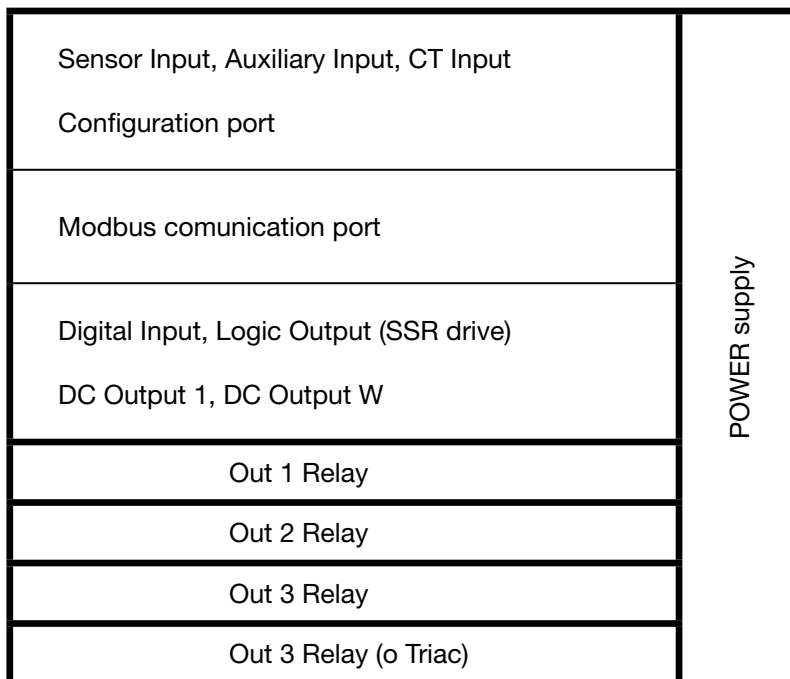 Sensor Input, Auxiliary Input, CT Input
Configuration port
Modbus comunication port
Digital Input, Logic Output (SSR drive)
DC Output 1, DC Output W
Out 1 Relay
Out 2 Relay
Out 3 Relay
Out 3 Relay (o Triac)
POWER supply